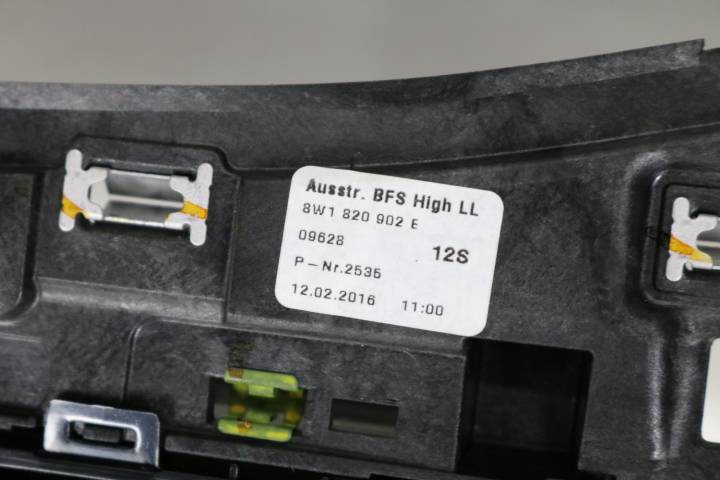 Ausstr. BFS High LL
8W1 820 902 E
09628 12S
P-Nr.2535
12.02.2016 11:00